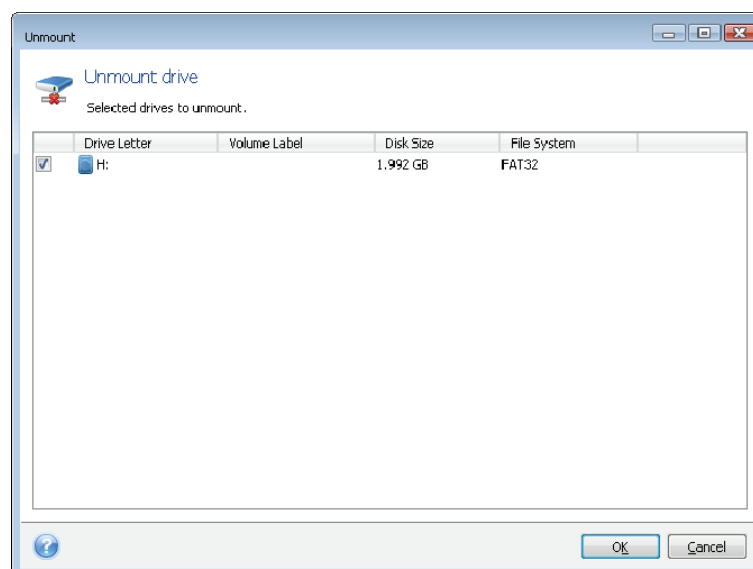 Unmount
Unmount drive
Selected drives to unmount.
Drive Letter Volume Label Disk Size File System
H: 1.992 GB FAT32
?
OK Cancel